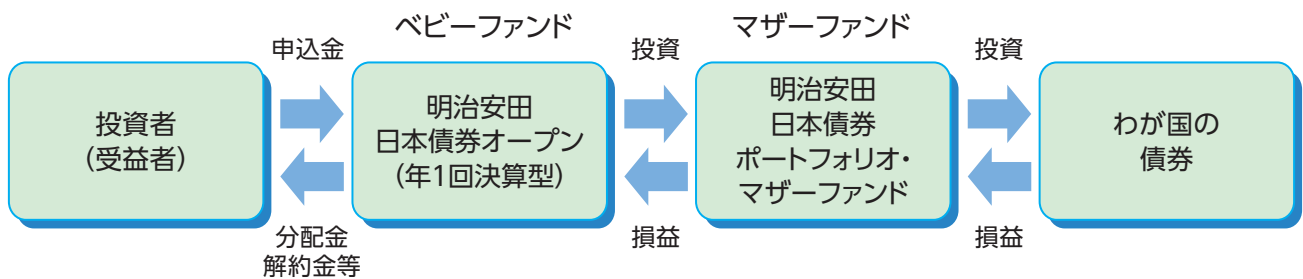 ベビーファンド
マザーファンド
申込金
投資
投資
投資者
(受益者)
明治安田
日本債券オープン
(年1回決算型)
明治安田
日本債券
ポートフォリオ・
マザーファンド
わが国の
債券
分配金
解約金等
損益
損益